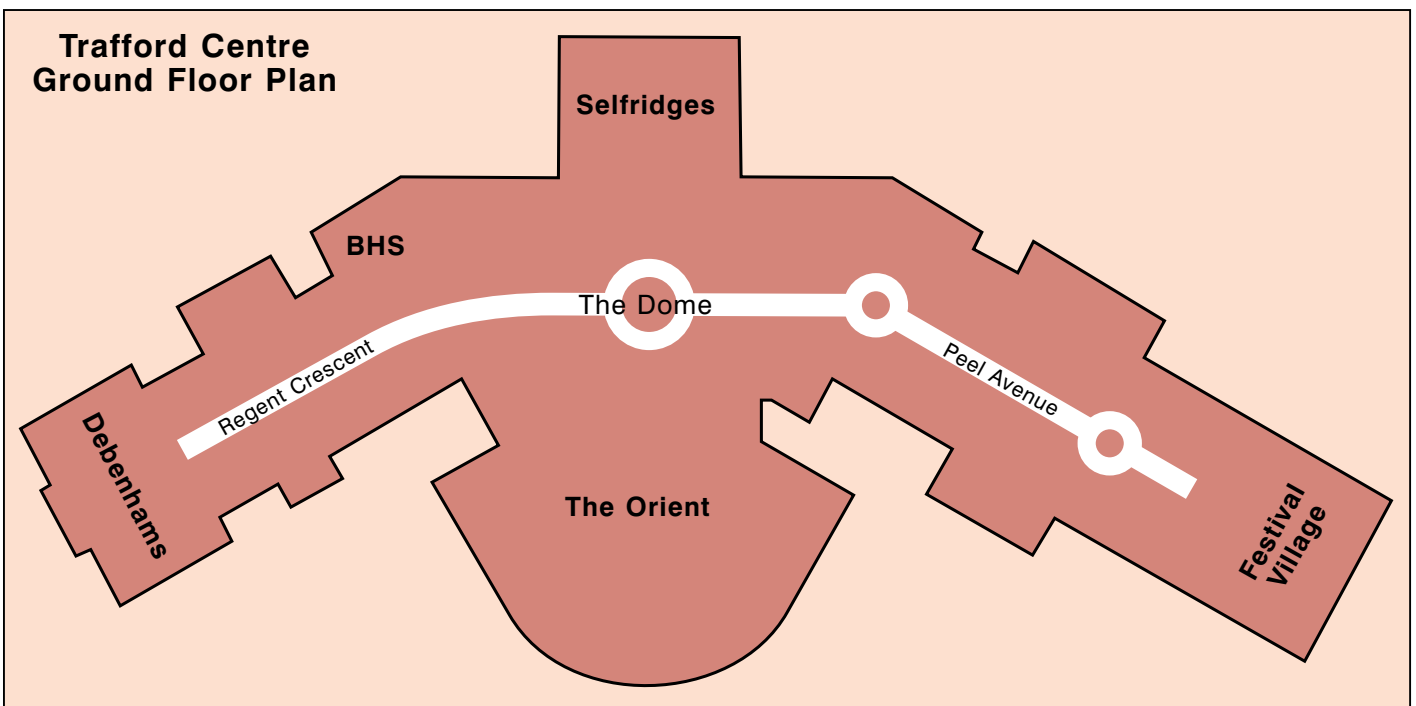 Trafford Centre
Ground Floor Plan
Selfridges
BHS
The Dome
Regent Crescent
Peel Avenue
Debenhams
The Orient
Festival
Village